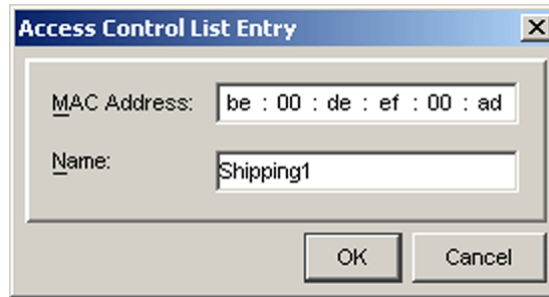 Access Control List Entry
MAC Address: be : 00 : de : ef : 00 : ad
Name: Shipping1
OK Cancel